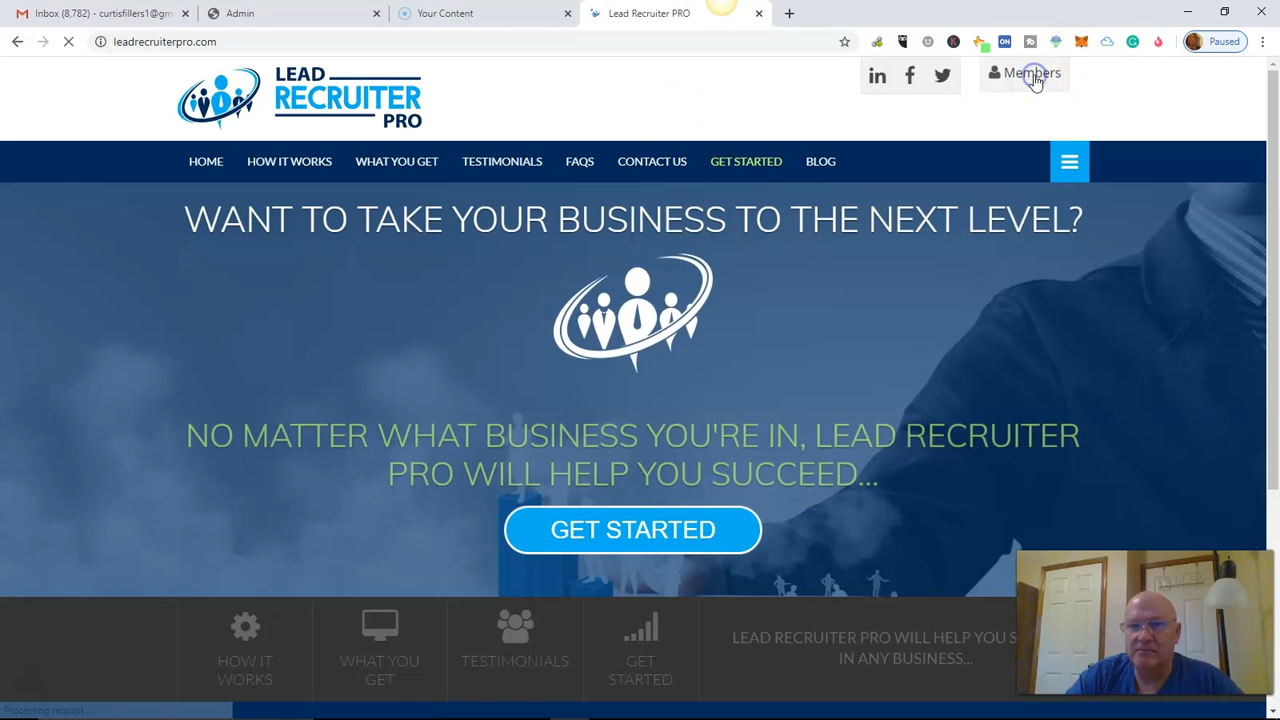 Inbox (8,782) - curtisfillers1@gm
Admin
Your Content
Lead Recruiter PRO
leadrecruiterpro.com
Paused
LEAD
RECRUITER
PRO
Members
HOME
HOW IT WORKS
WHAT YOU GET
TESTIMONIALS
FAQS
CONTACT US
GET STARTED
BLOG
WANT TO TAKE YOUR BUSINESS TO THE NEXT LEVEL?
NO MATTER WHAT BUSINESS YOU'RE IN, LEAD RECRUITER
PRO WILL HELP YOU SUCCEED...
GET STARTED
HOW IT
WORKS
WHAT YOU
GET
TESTIMONIALS
GET
STARTED
LEAD RECRUITER PRO WILL HELP YOU S
IN ANY BUSINESS...
Processing request...